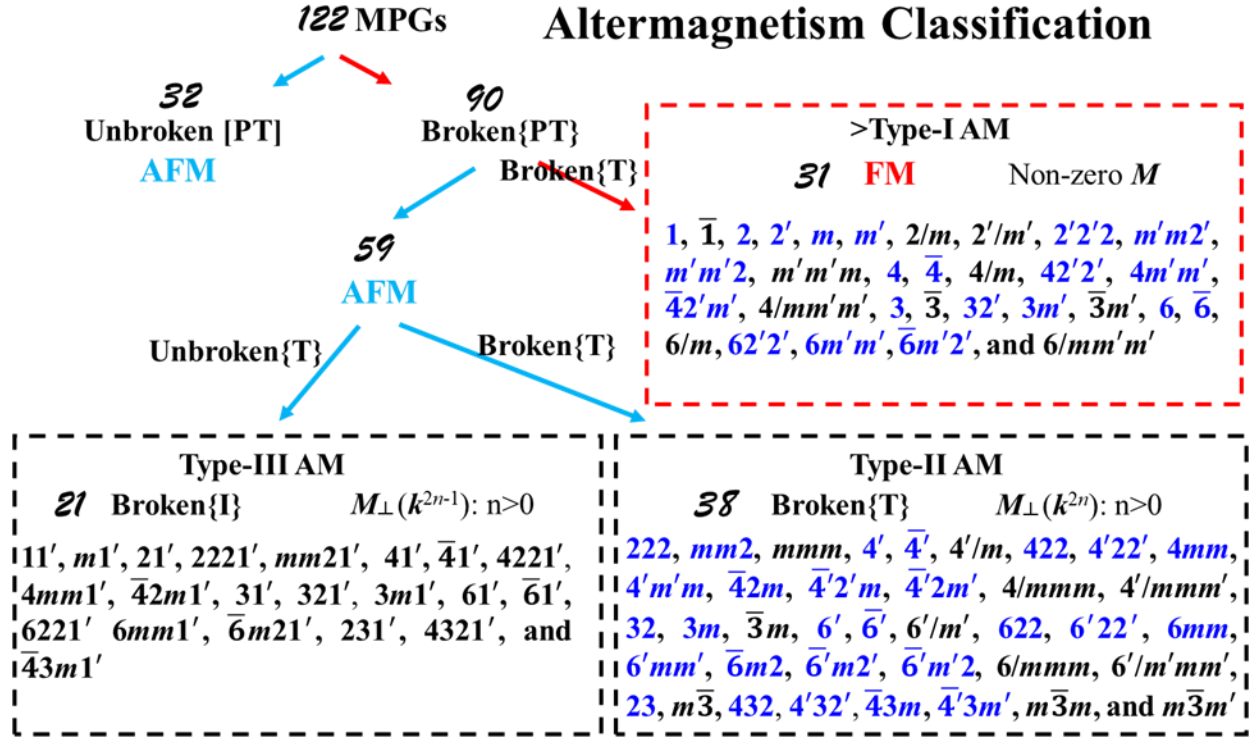 122 MPGs
Altermagnetism Classification
32
Unbroken [PT]
AFM
90
Broken{PT}
Broken{T}
>Type-I AM
31 FM Non-zero M
1, 1̅, 2, 2′, m, m′, 2/m, 2′/m′, 2′2′2, m′m2′,
m′m′2, m′m′m, 4, 4̅, 4/m, 42′2′, 4m′m′,
4̅2′m′, 4/mm′m′, 3, 3̅, 32′, 3m′, 3̅m′, 6, 6̅,
6/m, 62′2′, 6m′m′, 6̅m′2′, and 6/mm′m′
59
AFM
Unbroken{T}
Broken{T}
Type-III AM
21 Broken{I} M⊥(k²ⁿ⁻¹): n>0
11′, m1′, 21′, 2221′, mm21′, 41′, 4̅1′, 4221′,
4mm1′, 4̅2m1′, 31′, 321′, 3m1′, 61′, 6̅1′,
6221′ 6mm1′, 6̅m21′, 231′, 4321′, and
4̅3m1′
Type-II AM
38 Broken{T} M⊥(k²ⁿ): n>0
222, mm2, mmm, 4′, 4̅′, 4′/m, 422, 4′22′, 4mm,
4′m′m, 4̅2m, 4̅′2′m, 4̅′2m′, 4/mmm, 4′/mmm′,
32, 3m, 3̅m, 6′, 6̅′, 6′/m′, 622, 6′22′, 6mm,
6′mm′, 6̅m2, 6̅′m2′, 6̅′m′2, 6/mmm, 6′/m′mm′,
23, m3̅, 432, 4′32′, 4̅3m, 4̅′3m′, m3̅m, and m3̅m′